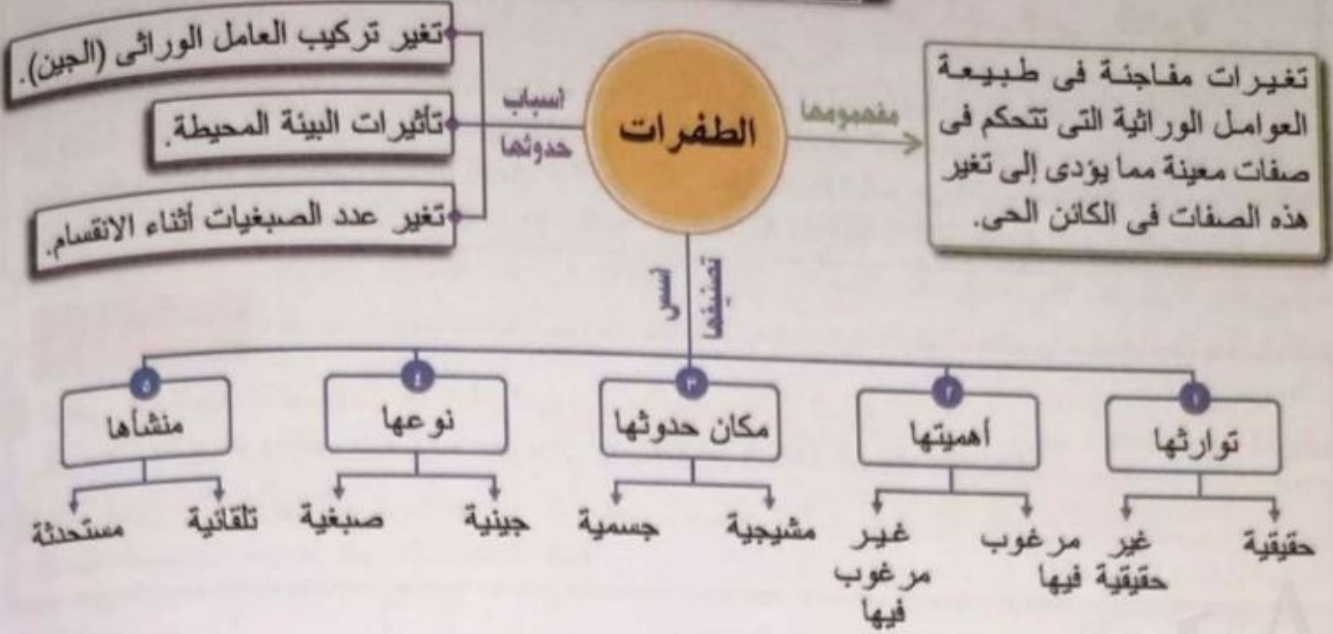 الطفرات
مفهومها
تغيرات مفاجئة فى طبيعة
العوامل الوراثية التى تتحكم فى
صفات معينة مما يؤدى إلى تغير
هذه الصفات فى الكائن الحى.
أسباب
حدوثها
تغير تركيب العامل الوراثى (الجين).
تأثيرات البيئة المحيطة.
تغير عدد الصبغيات أثناء الانقسام.
أسس
تصنيفها
١
توارثها
حقيقية
غير
حقيقية
٢
أهميتها
مرغوب
فيها
غير
مرغوب
فيها
٣
مكان حدوثها
مشيجية
جسمية
٤
نوعها
جينية
صبغية
٥
منشأها
تلقائية
مستحدثة